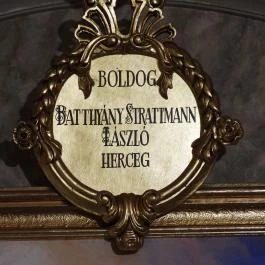 BOLDOG
BATTHYÁNY STRATTMANN
LÁSZLÓ
HERCEG